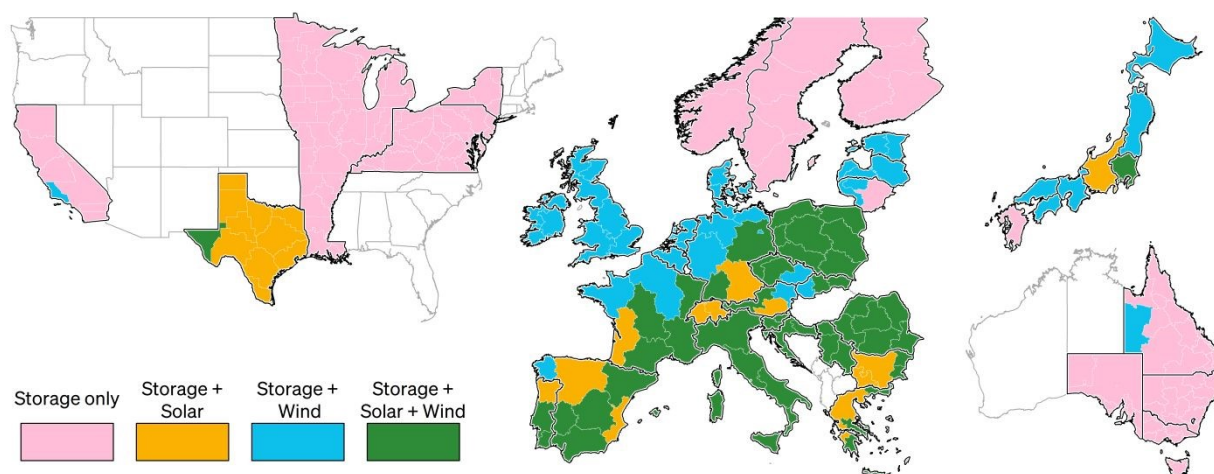 Storage only
Storage +
Solar
Storage +
Wind
Storage +
Solar + Wind